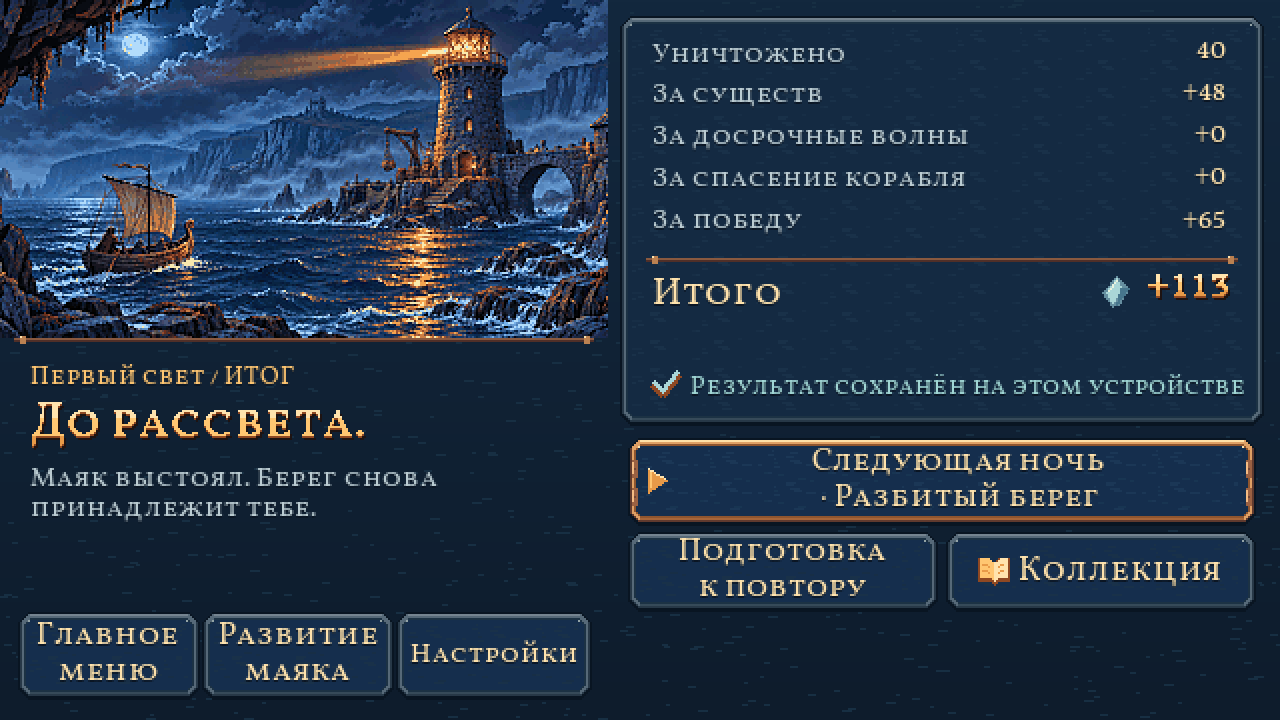 Первый свет / ИТОГ
До рассвета.
Маяк выстоял. Берег снова
принадлежит тебе.
Главное
меню
Развитие
маяка
Настройки
Уничтожено 40
За существ +48
За досрочные волны +0
За спасение корабля +0
За победу +65
Итого +113
Результат сохранён на этом устройстве
Следующая ночь
· Разбитый берег
Подготовка
к повтору
Коллекция